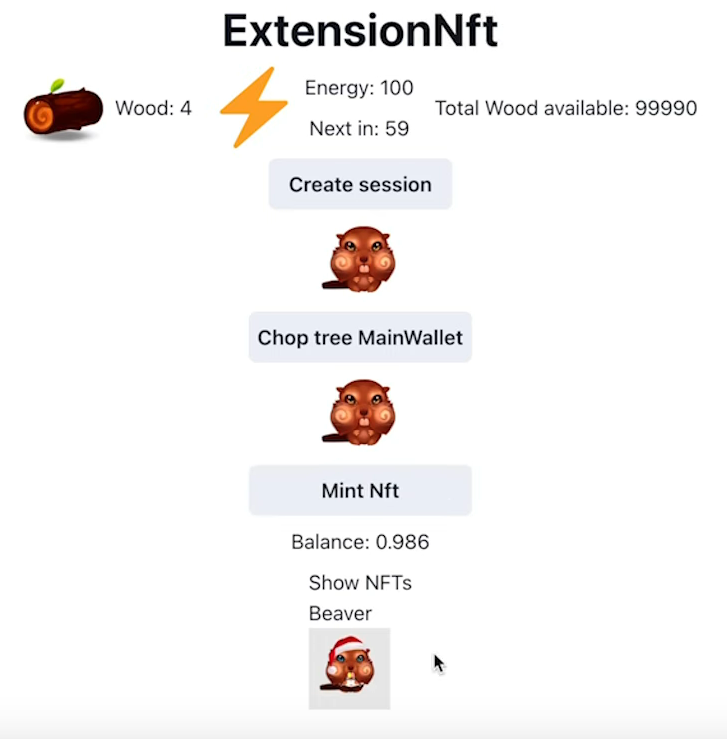 ExtensionNft
Wood: 4
Energy: 100
Next in: 59
Total Wood available: 99990
Create session
Chop tree MainWallet
Mint Nft
Balance: 0.986
Show NFTs
Beaver